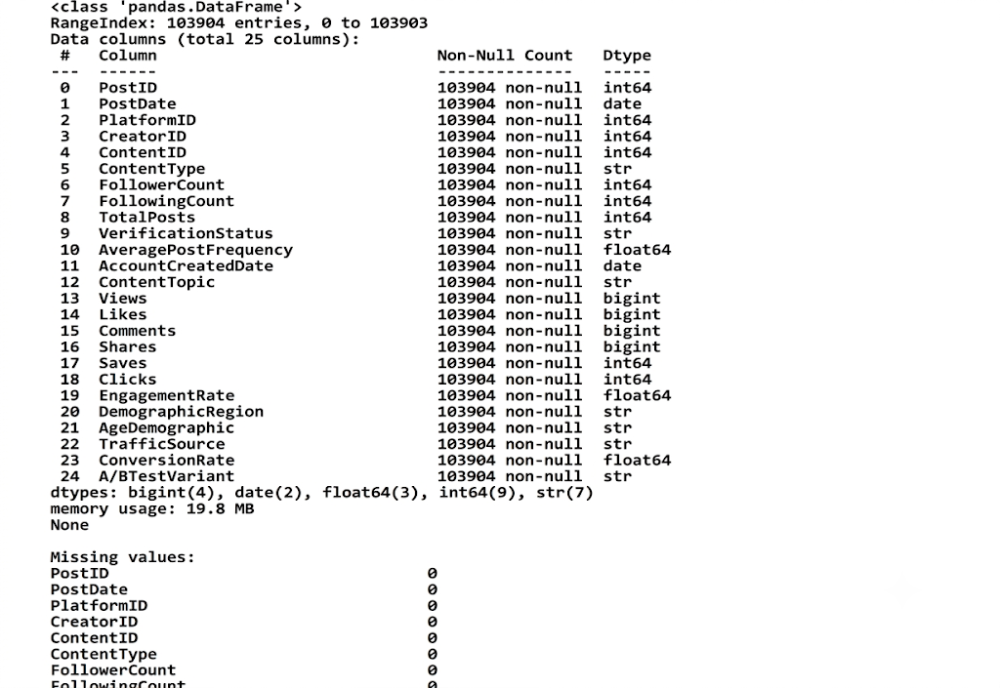 <class 'pandas.DataFrame'>
RangeIndex: 103904 entries, 0 to 103903
Data columns (total 25 columns):
 #   Column                             Non-Null Count   Dtype
---  ------                             --------------   -----
 0   PostID                             103904 non-null  int64
 1   PostDate                           103904 non-null  date
 2   PlatformID                         103904 non-null  int64
 3   CreatorID                          103904 non-null  int64
 4   ContentID                          103904 non-null  int64
 5   ContentType                        103904 non-null  str
 6   FollowerCount                      103904 non-null  int64
 7   FollowingCount                     103904 non-null  int64
 8   TotalPosts                         103904 non-null  int64
 9   VerificationStatus                 103904 non-null  str
 10  AveragePostFrequency               103904 non-null  float64
 11  AccountCreatedDate                 103904 non-null  date
 12  ContentTopic                       103904 non-null  str
 13  Views                              103904 non-null  bigint
 14  Likes                              103904 non-null  bigint
 15  Comments                           103904 non-null  bigint
 16  Shares                             103904 non-null  bigint
 17  Saves                              103904 non-null  int64
 18  Clicks                             103904 non-null  int64
 19  EngagementRate                     103904 non-null  float64
 20  DemographicRegion                  103904 non-null  str
 21  AgeDemographic                     103904 non-null  str
 22  TrafficSource                      103904 non-null  str
 23  ConversionRate                     103904 non-null  float64
 24  A/BTestVariant                     103904 non-null  str
dtypes: bigint(4), date(2), float64(3), int64(9), str(7)
memory usage: 19.8 MB
None

Missing values:
PostID                                 0
PostDate                               0
PlatformID                             0
CreatorID                              0
ContentID                              0
ContentType                            0
FollowerCount                          0
FollowingCount                         0